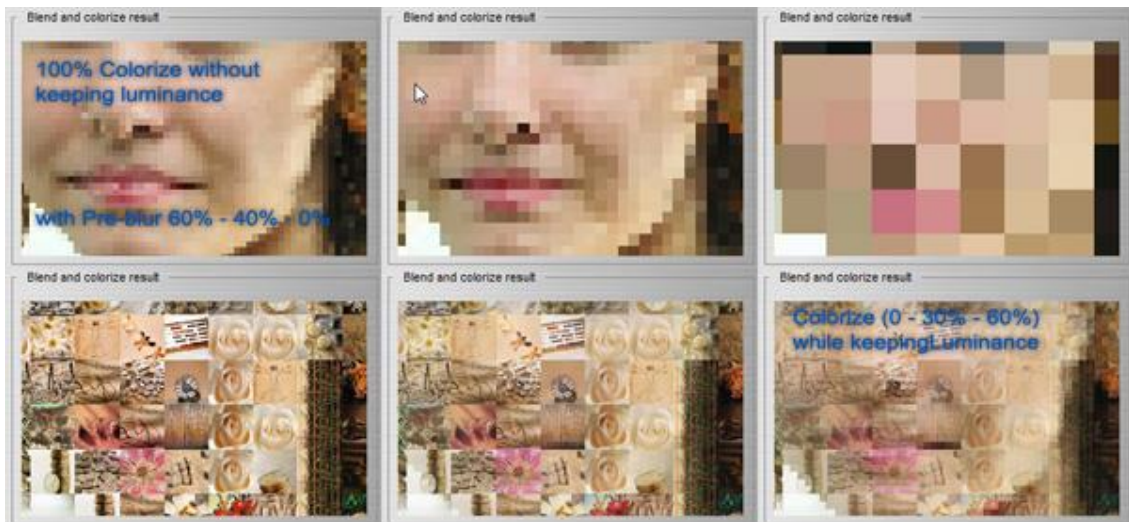 Blend and colorize result
Blend and colorize result
Blend and colorize result
100% Colorize without
keeping luminance
with Pre-blur 60% - 40% - 0%
Blend and colorize result
Blend and colorize result
Blend and colorize result
Colorize (0 - 30% - 60%)
while keepingLuminance